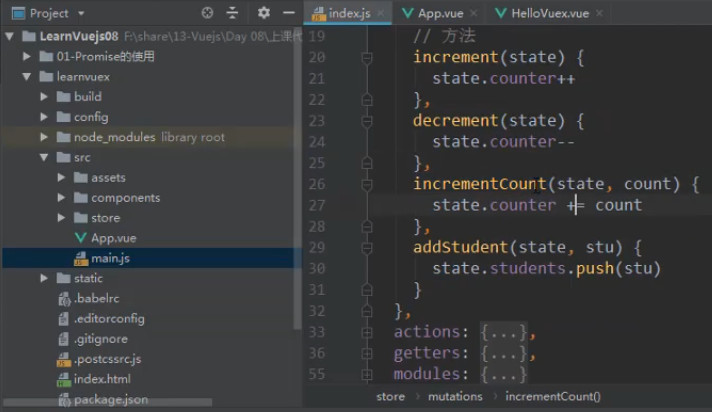 Project
LearnVuejs08 F:\share\13-Vuejs\Day 08\上课代
01-Promise的使用
learnvuex
build
config
node_modules library root
src
assets
components
store
App.vue
main.js
static
.babelrc
.editorconfig
.gitignore
.postcssrc.js
index.html
package.json
index.js
App.vue
HelloVuex.vue
19 // 方法
20 increment(state) {
21 state.counter++
22 },
23 decrement(state) {
24 state.counter--
25 },
26 incrementCount(state, count) {
27 state.counter += count
28 },
29 addStudent(state, stu) {
30 state.students.push(stu)
31 }
32 },
33 actions: {...},
36 getters: {...},
55 modules: {...}
store › mutations › incrementCount()